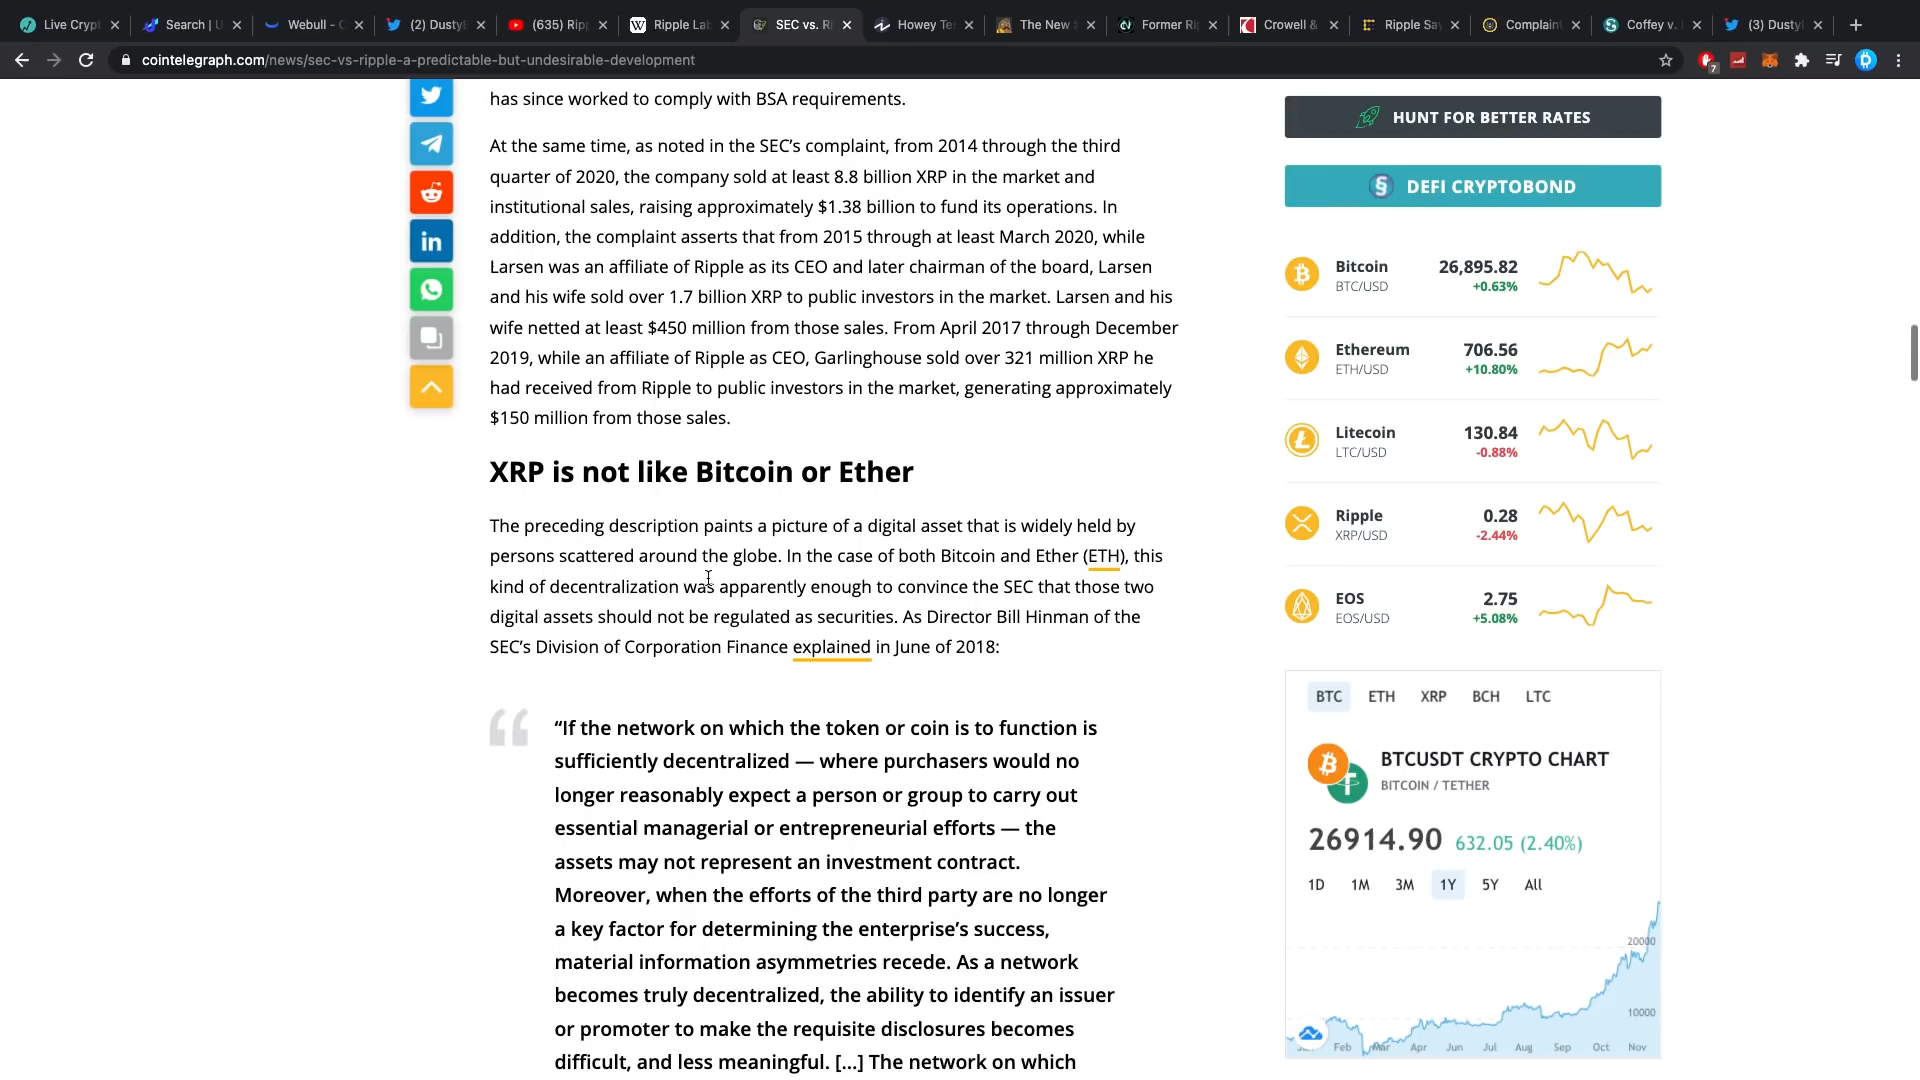 Live Crypt
Search | U
Webull - C
(2) Dusty
(635) Ripp
Ripple Lab
SEC vs. Ri
Howey Te
The New
Former Ri
Crowell &
Ripple Say
Complain
Coffey v.
(3) Dusty
cointelegraph.com/news/sec-vs-ripple-a-predictable-but-undesirable-development
7
has since worked to comply with BSA requirements.
At the same time, as noted in the SEC's complaint, from 2014 through the third
quarter of 2020, the company sold at least 8.8 billion XRP in the market and
institutional sales, raising approximately $1.38 billion to fund its operations. In
addition, the complaint asserts that from 2015 through at least March 2020, while
Larsen was an affiliate of Ripple as its CEO and later chairman of the board, Larsen
and his wife sold over 1.7 billion XRP to public investors in the market. Larsen and his
wife netted at least $450 million from those sales. From April 2017 through December
2019, while an affiliate of Ripple as CEO, Garlinghouse sold over 321 million XRP he
had received from Ripple to public investors in the market, generating approximately
$150 million from those sales.
XRP is not like Bitcoin or Ether
The preceding description paints a picture of a digital asset that is widely held by
persons scattered around the globe. In the case of both Bitcoin and Ether (ETH), this
kind of decentralization was apparently enough to convince the SEC that those two
digital assets should not be regulated as securities. As Director Bill Hinman of the
SEC's Division of Corporation Finance explained in June of 2018:
“If the network on which the token or coin is to function is
sufficiently decentralized — where purchasers would no
longer reasonably expect a person or group to carry out
essential managerial or entrepreneurial efforts — the
assets may not represent an investment contract.
Moreover, when the efforts of the third party are no longer
a key factor for determining the enterprise's success,
material information asymmetries recede. As a network
becomes truly decentralized, the ability to identify an issuer
or promoter to make the requisite disclosures becomes
difficult, and less meaningful. [...] The network on which
HUNT FOR BETTER RATES
DEFI CRYPTOBOND
Bitcoin 26,895.82
BTC/USD +0.63%
Ethereum 706.56
ETH/USD +10.80%
Litecoin 130.84
LTC/USD -0.88%
Ripple 0.28
XRP/USD -2.44%
EOS 2.75
EOS/USD +5.08%
BTC ETH XRP BCH LTC
BTCUSDT CRYPTO CHART
BITCOIN / TETHER
26914.90 632.05 (2.40%)
1D 1M 3M 1Y 5Y All
20000
10000
Feb Mar Apr Jun Jul Aug Sep Oct Nov